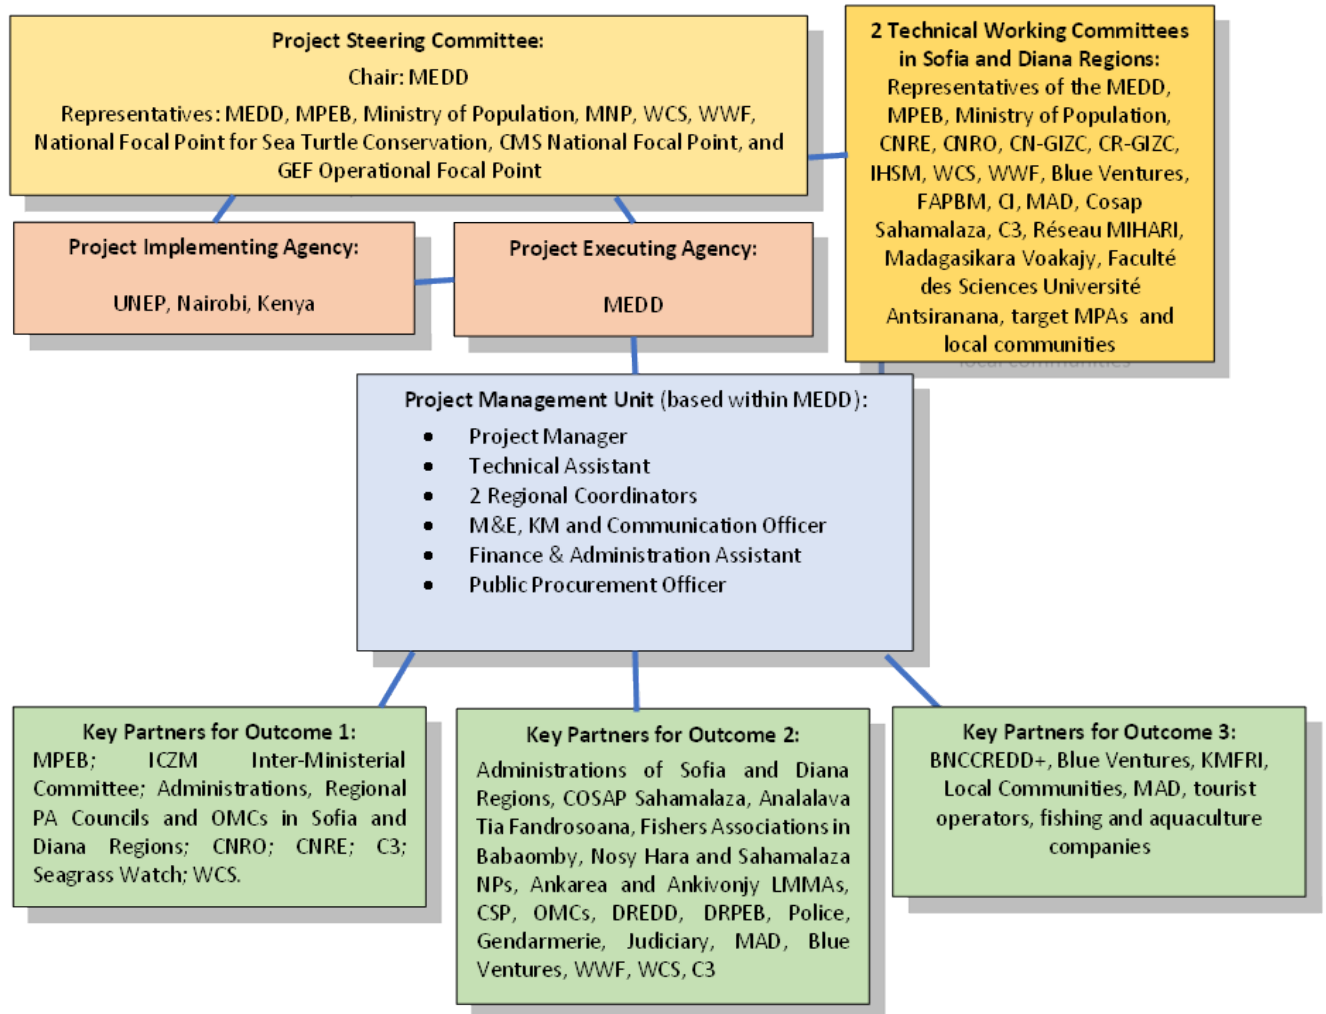 Project Steering Committee:
Chair: MEDD
Representatives: MEDD, MPEB, Ministry of Population, MNP, WCS, WWF,
National Focal Point for Sea Turtle Conservation, CMS National Focal Point, and
GEF Operational Focal Point
2 Technical Working Committees
in Sofia and Diana Regions:
Representatives of the MEDD,
MPEB, Ministry of Population,
CNRE, CNRO, CN-GIZC, CR-GIZC,
IHSM, WCS, WWF, Blue Ventures,
FAPBM, CI, MAD, Cosap
Sahamalaza, C3, Réseau MIHARI,
Madagasikara Voakajy, Faculté
des Sciences Université
Antsiranana, target MPAs and
local communities
Project Implementing Agency:
UNEP, Nairobi, Kenya
Project Executing Agency:
MEDD
Project Management Unit (based within MEDD):
• Project Manager
• Technical Assistant
• 2 Regional Coordinators
• M&E, KM and Communication Officer
• Finance & Administration Assistant
• Public Procurement Officer
Key Partners for Outcome 1:
MPEB; ICZM Inter-Ministerial
Committee; Administrations, Regional
PA Councils and OMCs in Sofia and
Diana Regions; CNRO; CNRE; C3;
Seagrass Watch; WCS.
Key Partners for Outcome 2:
Administrations of Sofia and Diana
Regions, COSAP Sahamalaza, Analalava
Tia Fandrosoana, Fishers Associations in
Babaomby, Nosy Hara and Sahamalaza
NPs, Ankarea and Ankivonjy LMMAs,
CSP, OMCs, DREDD, DRPEB, Police,
Gendarmerie, Judiciary, MAD, Blue
Ventures, WWF, WCS, C3
Key Partners for Outcome 3:
BNCCREDD+, Blue Ventures, KMFRI,
Local Communities, MAD, tourist
operators, fishing and aquaculture
companies